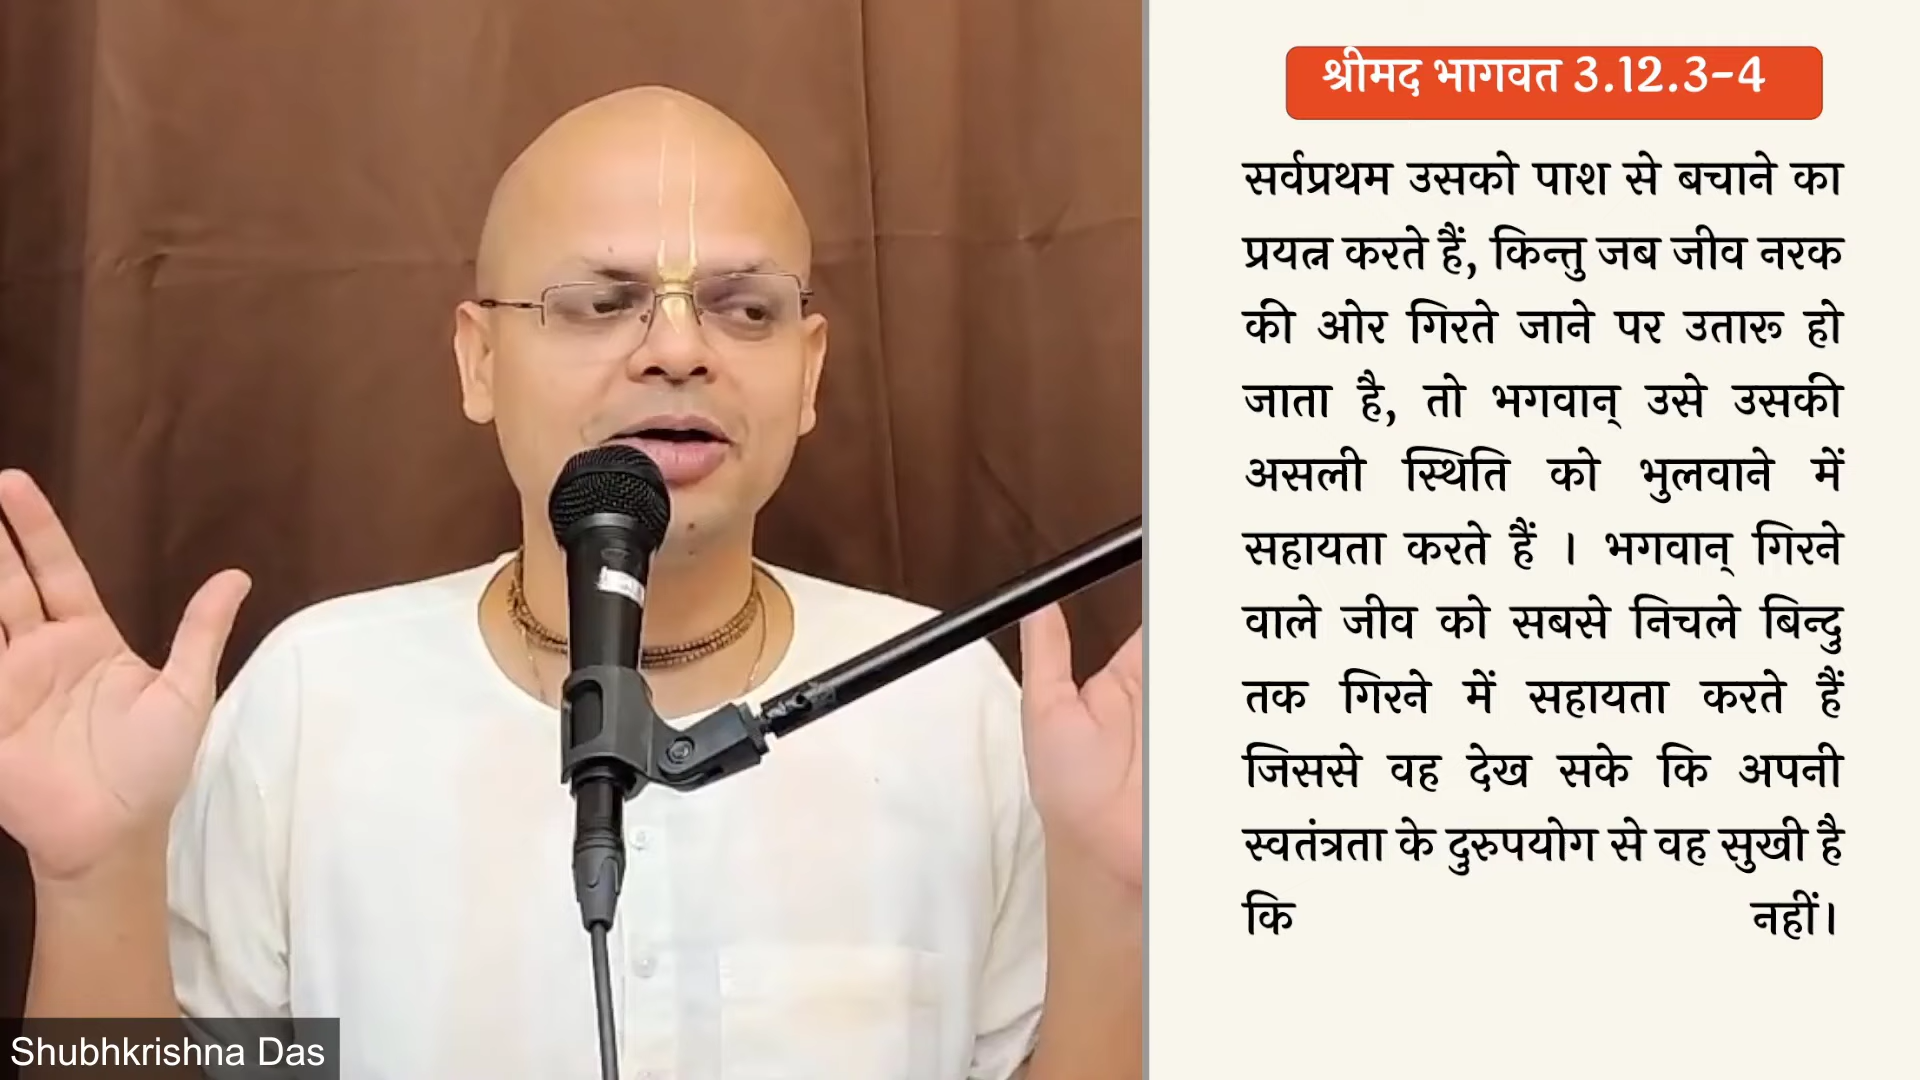 श्रीमद भागवत 3.12.3-4
सर्वप्रथम उसको पाश से बचाने का
प्रयत्न करते हैं, किन्तु जब जीव नरक
की ओर गिरते जाने पर उतारू हो
जाता है, तो भगवान् उसे उसकी
असली स्थिति को भुलवाने में
सहायता करते हैं । भगवान् गिरने
वाले जीव को सबसे निचले बिन्दु
तक गिरने में सहायता करते हैं
जिससे वह देख सके कि अपनी
स्वतंत्रता के दुरुपयोग से वह सुखी है
कि नहीं।
Shubhkrishna Das